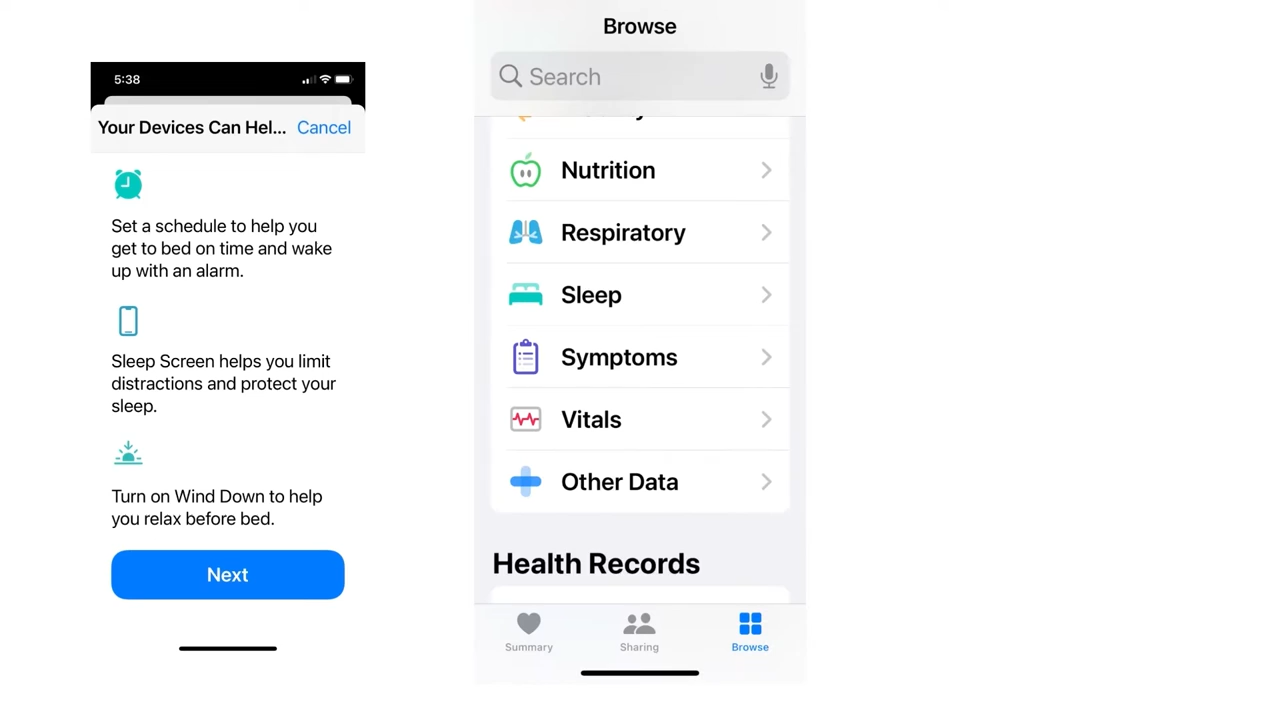 5:38
Your Devices Can Hel... Cancel
Set a schedule to help you
get to bed on time and wake
up with an alarm.
Sleep Screen helps you limit
distractions and protect your
sleep.
Turn on Wind Down to help
you relax before bed.
Next
Browse
Search
Nutrition
Respiratory
Sleep
Symptoms
Vitals
Other Data
Health Records
Summary Sharing Browse